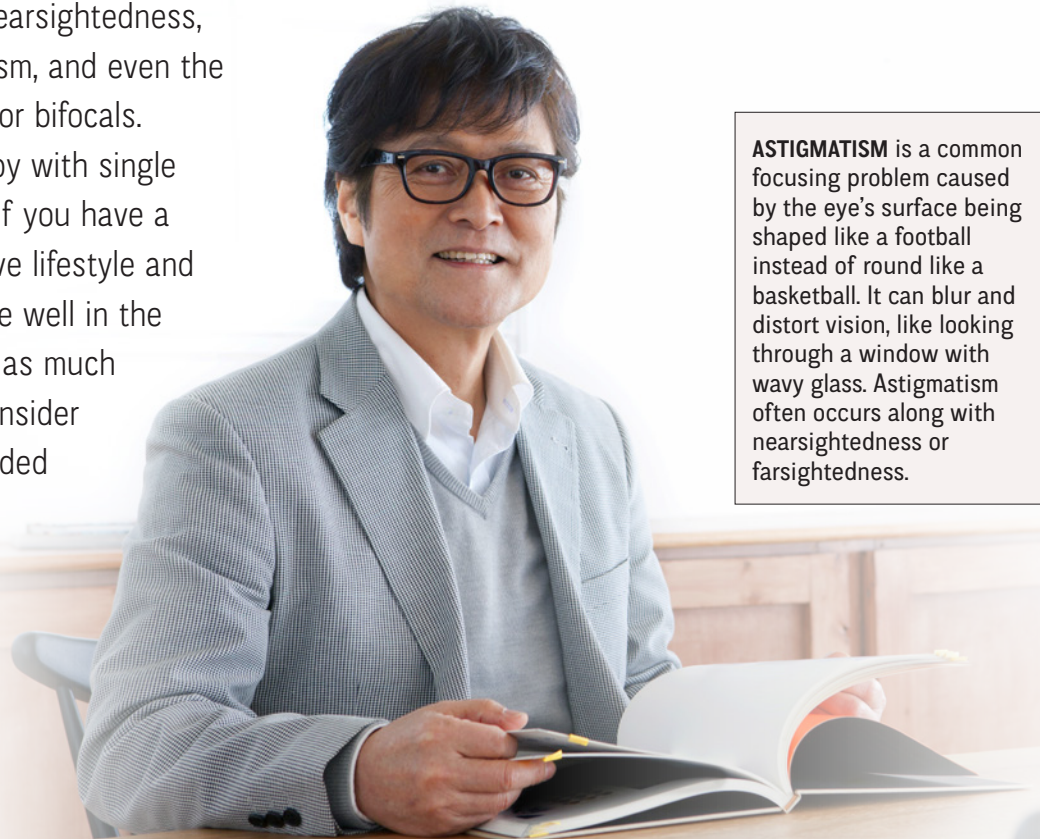 earsightedness,
sm, and even the
or bifocals.
by with single
f you have a
ve lifestyle and
e well in the
as much
nsider
ded
ASTIGMATISM is a common
focusing problem caused
by the eye's surface being
shaped like a football
instead of round like a
basketball. It can blur and
distort vision, like looking
through a window with
wavy glass. Astigmatism
often occurs along with
nearsightedness or
farsightedness.